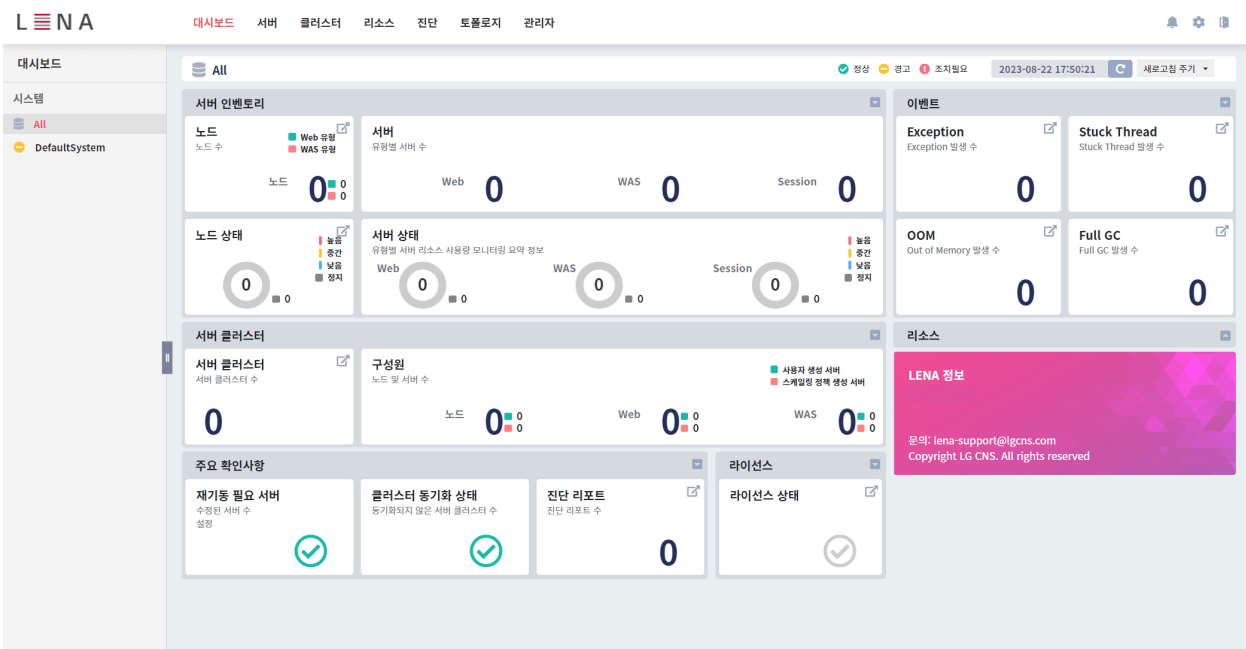 LENA
대시보드 서버 클러스터 리소스 진단 토폴로지 관리자
대시보드
시스템
All
DefaultSystem
All
정상 경고 조치필요 2023-08-22 17:50:21 새로고침 주기
서버 인벤토리
노드
노드 수
Web 유형
WAS 유형
노드 0 0
0
서버
유형별 서버 수
Web 0 WAS 0 Session 0
노드 상태
높음
중간
낮음
정지
0 0
서버 상태
유형별 서버 리소스 사용량 모니터링 요약 정보
높음
중간
낮음
정지
Web 0 0 WAS 0 0 Session 0 0
이벤트
Exception
Exception 발생 수
0
Stuck Thread
Stuck Thread 발생 수
0
OOM
Out of Memory 발생 수
0
Full GC
Full GC 발생 수
0
서버 클러스터
서버 클러스터
서버 클러스터 수
0
구성원
노드 및 서버 수
사용자 생성 서버
스케일링 정책 생성 서버
노드 0 0 Web 0 0 WAS 0 0
0 0 0
리소스
LENA 정보
문의: lena-support@lgcns.com
Copyright LG CNS. All rights reserved
주요 확인사항
재기동 필요 서버
수정된 서버 수
설정
클러스터 동기화 상태
동기화되지 않은 서버 클러스터 수
진단 리포트
진단 리포트 수
0
라이선스
라이선스 상태